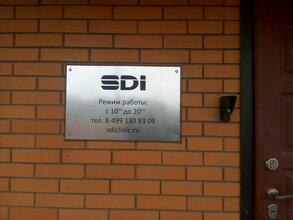 SDi
Режим работы:
с 10⁰⁰ до 20⁰⁰
тел. 8-499 130 83 09
sdiclinic.ru